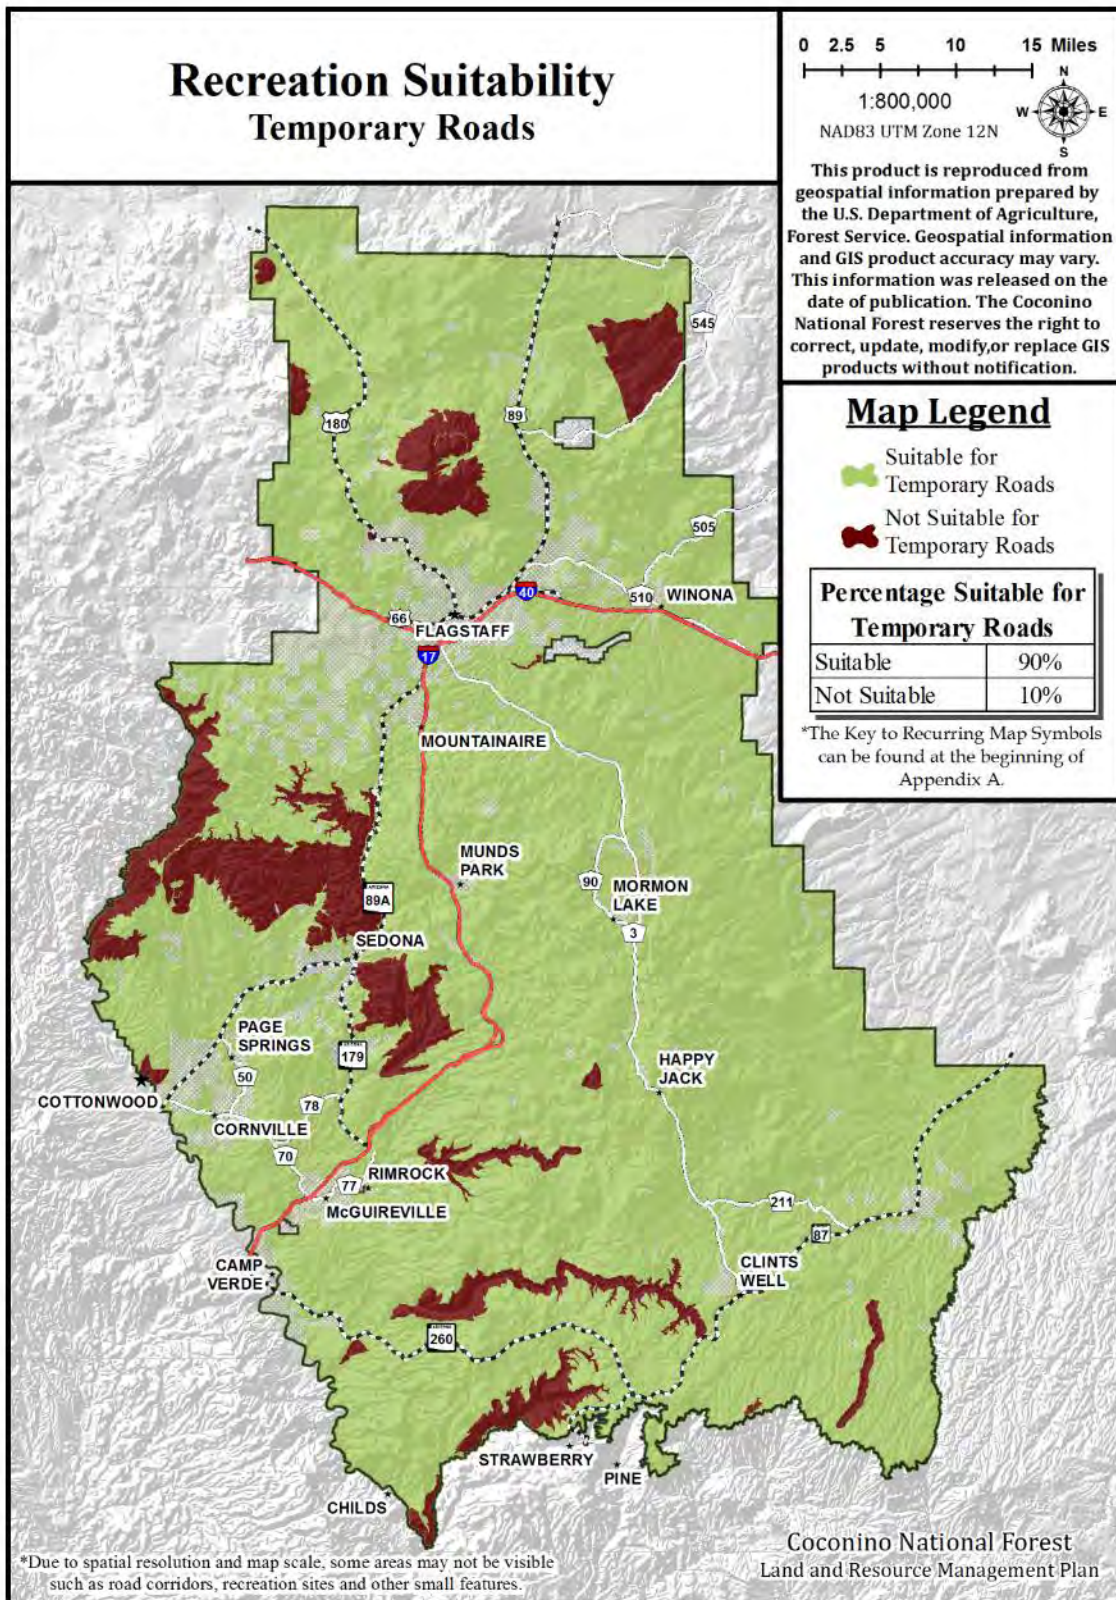 Recreation Suitability
Temporary Roads
0 2.5 5 10 15 Miles
1:800,000
NAD83 UTM Zone 12N
N
W E
S
This product is reproduced from
geospatial information prepared by
the U.S. Department of Agriculture,
Forest Service. Geospatial information
and GIS product accuracy may vary.
This information was released on the
date of publication. The Coconino
National Forest reserves the right to
correct, update, modify,or replace GIS
products without notification.
Map Legend
Suitable for
Temporary Roads
Not Suitable for
Temporary Roads
Percentage Suitable for
Temporary Roads
Suitable 90%
Not Suitable 10%
*The Key to Recurring Map Symbols
can be found at the beginning of
Appendix A.
545
180
89
505
40
510
WINONA
66
FLAGSTAFF
17
MOUNTAINAIRE
MUNDS
PARK
90
MORMON
LAKE
89A
3
SEDONA
PAGE
SPRINGS
179
HAPPY
JACK
50
COTTONWOOD
78
CORNVILLE
70
RIMROCK
77
McGUIREVILLE
211
87
CAMP
VERDE
CLINTS
WELL
260
STRAWBERRY
PINE
CHILDS
*Due to spatial resolution and map scale, some areas may not be visible
such as road corridors, recreation sites and other small features.
Coconino National Forest
Land and Resource Management Plan